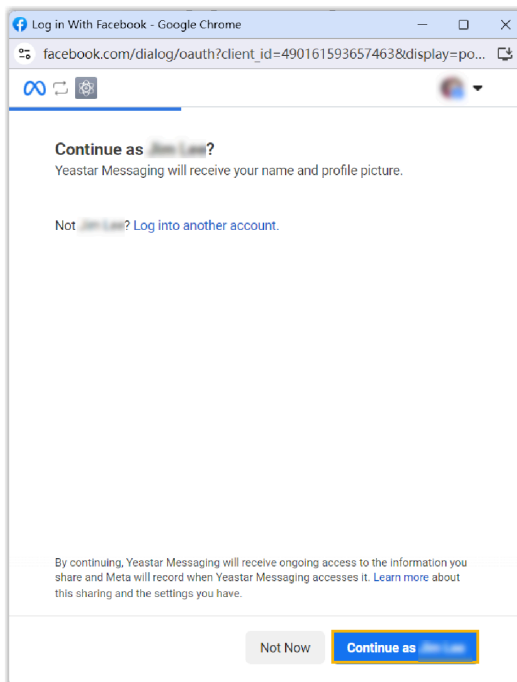 Log in With Facebook - Google Chrome
facebook.com/dialog/oauth?client_id=490161593657463&display=po...
Continue as ?
Yeastar Messaging will receive your name and profile picture.
Not ? Log into another account.
By continuing, Yeastar Messaging will receive ongoing access to the information you
share and Meta will record when Yeastar Messaging accesses it. Learn more about
this sharing and the settings you have.
Not Now
Continue as